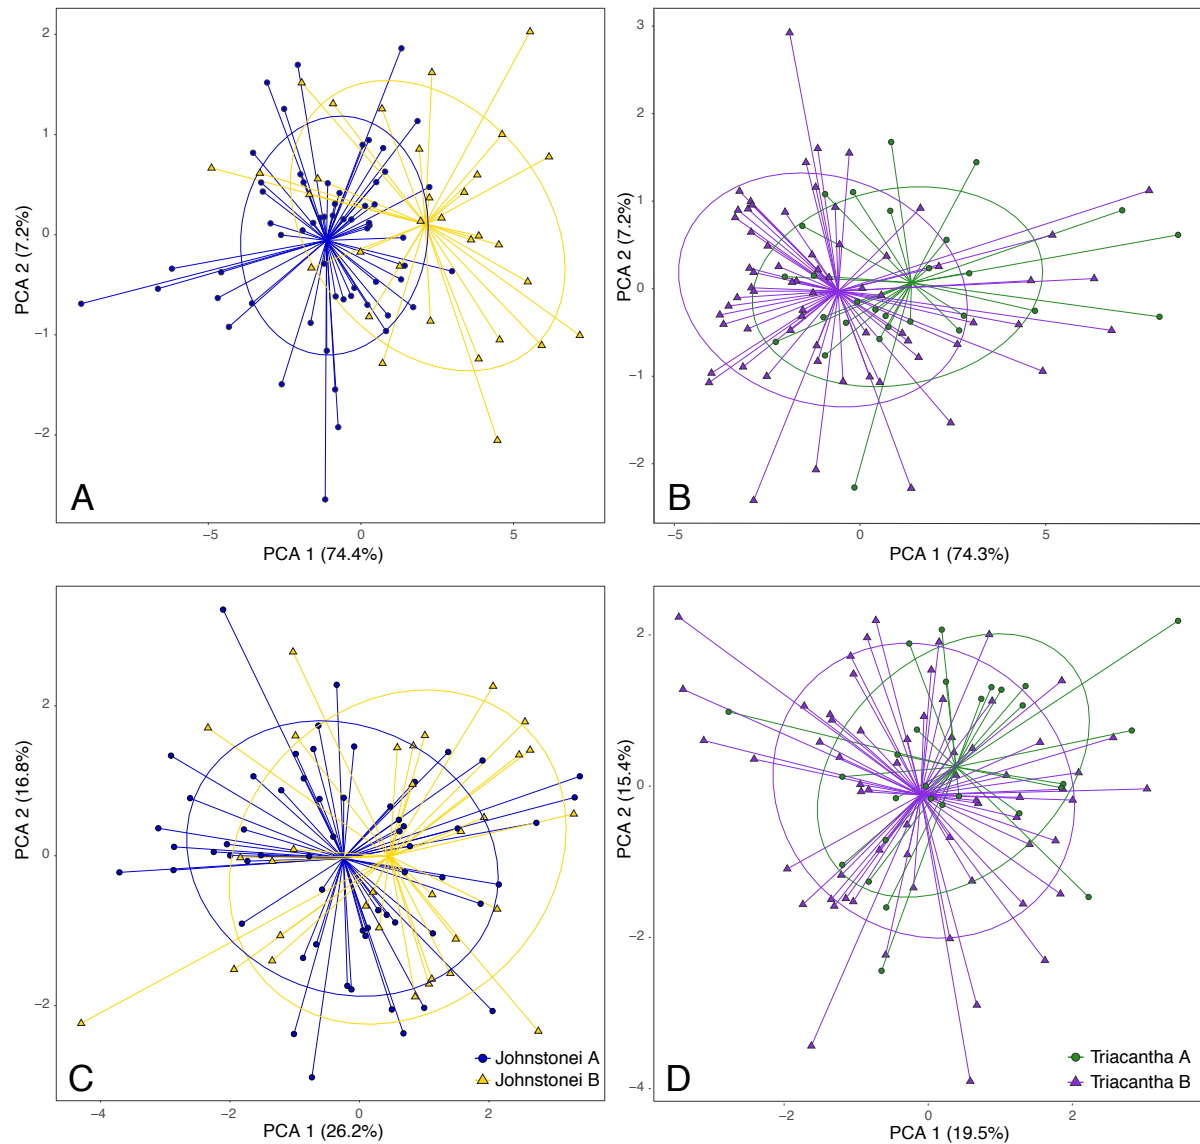 2
1
0
−1
−2
PCA 2 (7.2%)
A
−5
0
5
PCA 1 (74.4%)
3
2
1
0
−1
−2
PCA 2 (7.2%)
B
−5
0
5
PCA 1 (74.3%)
2
0
−2
PCA 2 (16.8%)
C
Johnstonei A
Johnstonei B
−4
−2
0
2
PCA 1 (26.2%)
2
0
−2
−4
PCA 2 (15.4%)
D
Triacantha A
Triacantha B
−2
0
2
PCA 1 (19.5%)